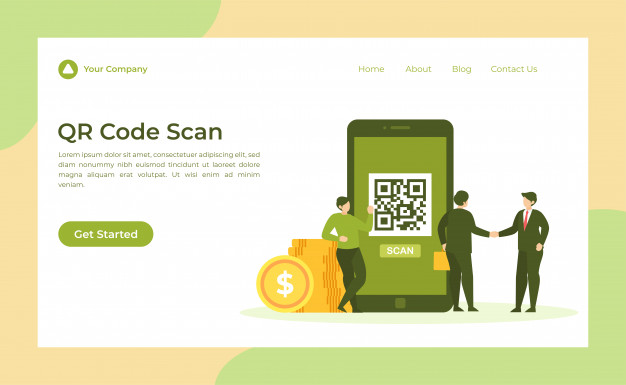 Your Company
Home
About
Blog
Contact Us
QR Code Scan
Lorem ipsum dolor sit amet, consectetuer adipiscing
elit, sed diam nonummy nibh euismod tincidunt ut
laoreet dolore magna aliquam erat volutpat. Ut wisi enim
veniam.
Get Started
$
SCAN